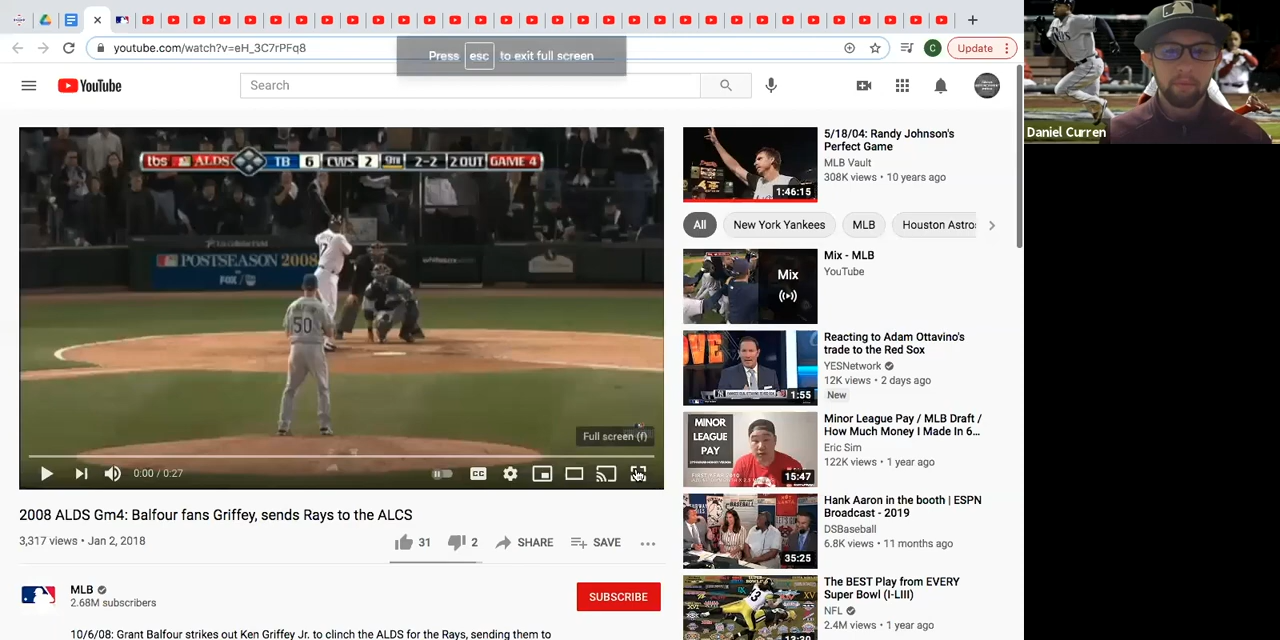 youtube.com/watch?v=eH_3C7rPFq8
Press esc to exit full screen
C
Update
YouTube
Search
Daniel Curren
tbs ALDS TB 6 CWS 2 9TH 2-2 2 OUT GAME 4
POSTSEASON 2008
FOX
50
Full screen (f)
0:00 / 0:27
CC
2008 ALDS Gm4: Balfour fans Griffey, sends Rays to the ALCS
3,317 views • Jan 2, 2018
31
2
SHARE
SAVE
MLB
2.68M subscribers
SUBSCRIBE
10/6/08: Grant Balfour strikes out Ken Griffey Jr. to clinch the ALDS for the Rays, sending them to
1:46:15
5/18/04: Randy Johnson's
Perfect Game
MLB Vault
308K views • 10 years ago
All
New York Yankees
MLB
Houston Astro
Mix
Mix - MLB
YouTube
1:55
Reacting to Adam Ottavino's
trade to the Red Sox
YESNetwork
12K views • 2 days ago
New
MINOR
LEAGUE
PAY
15:47
Minor League Pay / MLB Draft /
How Much Money I Made In 6...
Eric Sim
122K views • 1 year ago
35:25
Hank Aaron in the booth | ESPN
Broadcast - 2019
DSBaseball
6.8K views • 11 months ago
13:30
The BEST Play from EVERY
Super Bowl (I-LIII)
NFL
2.4M views • 1 year ago